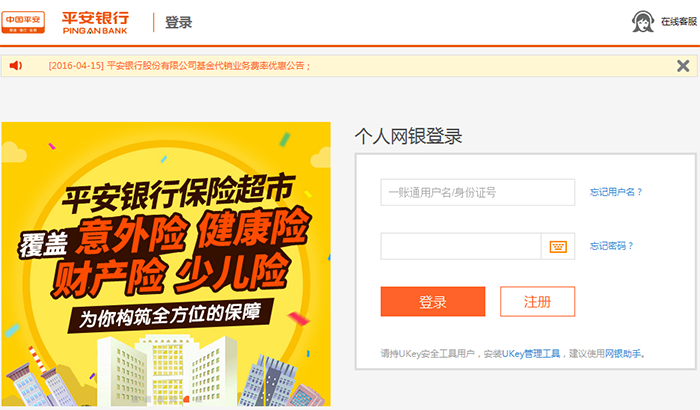 中国平安
保险·银行·投资
平安银行
PING AN BANK
登录
在线客服
[2016-04-15] 平安银行股份有限公司基金代销业务费率优惠公告；
平安银行保险超市
覆盖 意外险 健康险
财产险 少儿险
为你构筑全方位的保障
个人网银登录
一账通用户名/身份证号
忘记用户名？
忘记密码？
登录
注册
请持UKey安全工具用户，安装UKey管理工具，建议使用网银助手。